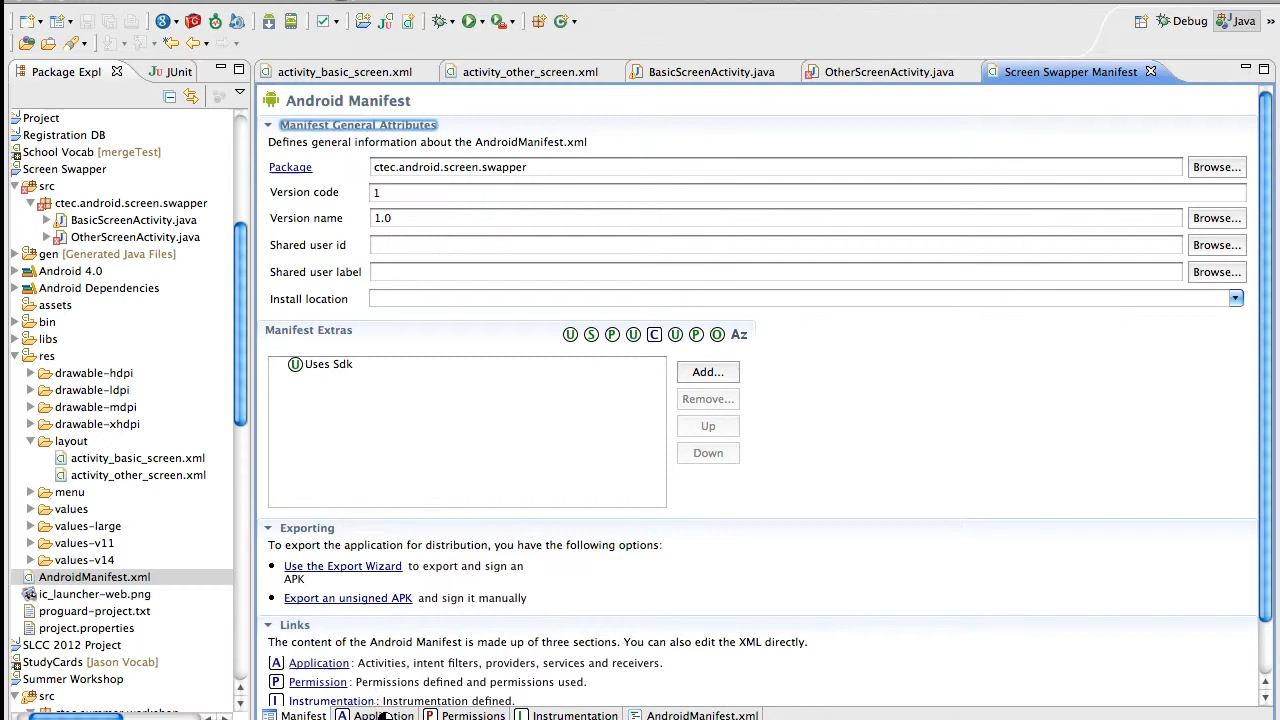 Debug
Java
»
Package Expl
JUnit
activity_basic_screen.xml
activity_other_screen.xml
BasicScreenActivity.java
OtherScreenActivity.java
Screen Swapper Manifest
Project
Registration DB
School Vocab [mergeTest]
Screen Swapper
src
ctec.android.screen.swapper
BasicScreenActivity.java
OtherScreenActivity.java
gen [Generated Java Files]
Android 4.0
Android Dependencies
assets
bin
libs
res
drawable-hdpi
drawable-ldpi
drawable-mdpi
drawable-xhdpi
layout
activity_basic_screen.xml
activity_other_screen.xml
menu
values
values-large
values-v11
values-v14
AndroidManifest.xml
ic_launcher-web.png
proguard-project.txt
project.properties
SLCC 2012 Project
StudyCards [Jason Vocab]
Summer Workshop
src
ctec.summer.workshop
Android Manifest
Manifest General Attributes
Defines general information about the AndroidManifest.xml
Package ctec.android.screen.swapper Browse...
Version code 1
Version name 1.0 Browse...
Shared user id Browse...
Shared user label Browse...
Install location
Manifest Extras U S P U C U P O Az
U Uses Sdk
Add...
Remove...
Up
Down
Exporting
To export the application for distribution, you have the following options:
• Use the Export Wizard to export and sign an
APK
• Export an unsigned APK and sign it manually
Links
The content of the Android Manifest is made up of three sections. You can also edit the XML directly.
A Application: Activities, intent filters, providers, services and receivers.
P Permission: Permissions defined and permissions used.
I Instrumentation: Instrumentation defined.
Manifest A Application P Permissions I Instrumentation AndroidManifest.xml